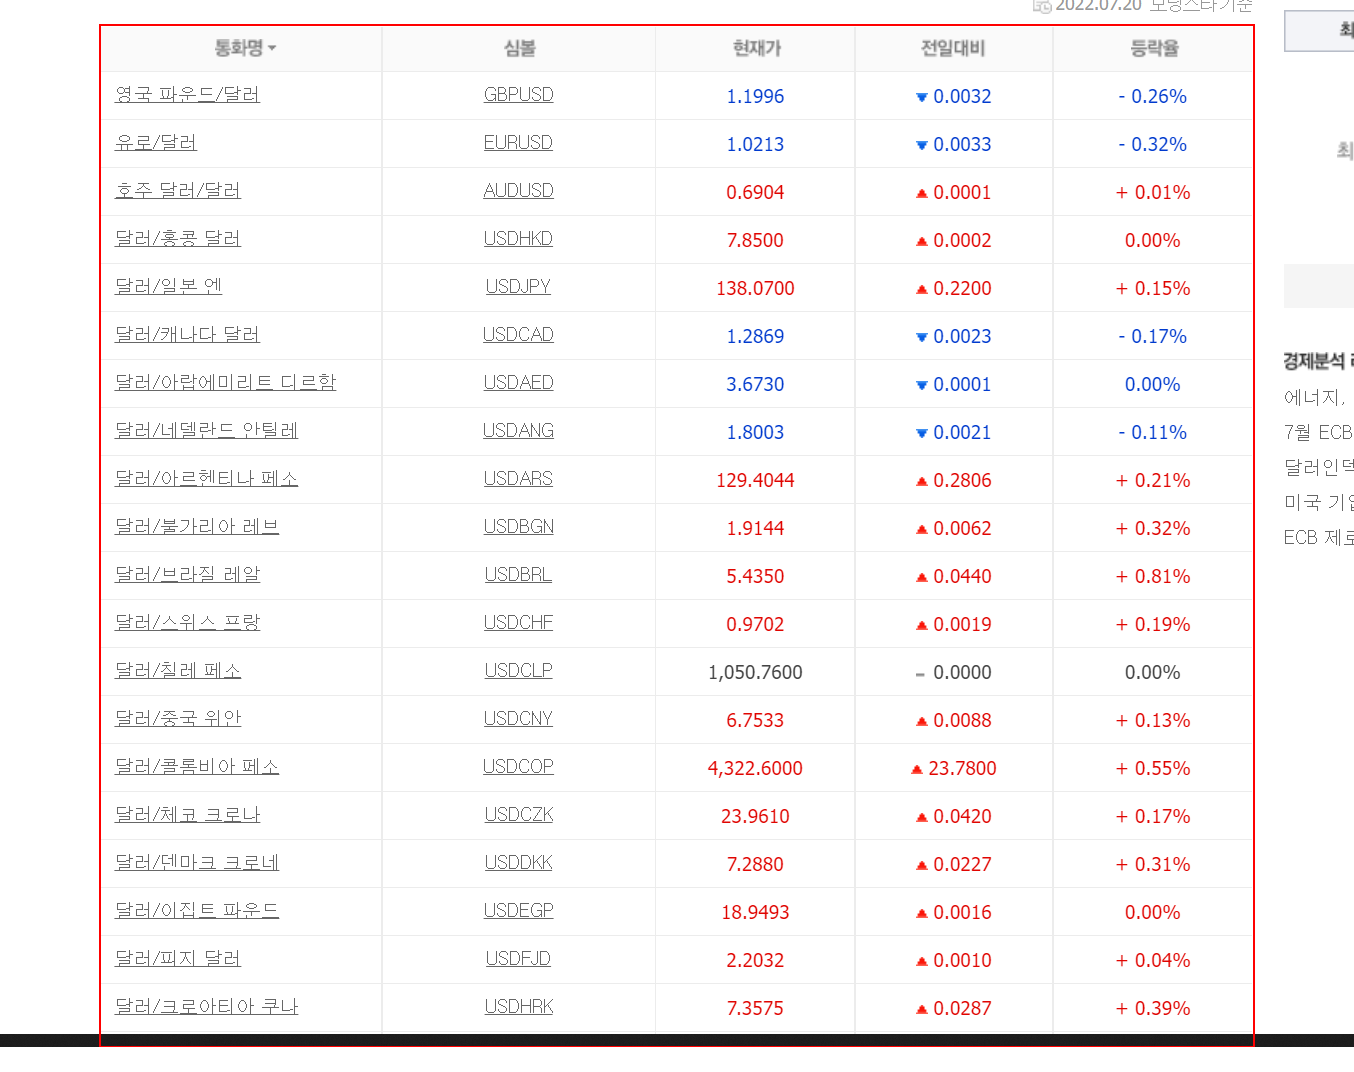 2022.07.20 모닝스타기준
통화명 심볼 현재가 전일대비 등락율
영국 파운드/달러 GBPUSD 1.1996 ▼ 0.0032 - 0.26%
유로/달러 EURUSD 1.0213 ▼ 0.0033 - 0.32%
호주 달러/달러 AUDUSD 0.6904 ▲ 0.0001 + 0.01%
달러/홍콩 달러 USDHKD 7.8500 ▲ 0.0002 0.00%
달러/일본 엔 USDJPY 138.0700 ▲ 0.2200 + 0.15%
달러/캐나다 달러 USDCAD 1.2869 ▼ 0.0023 - 0.17%
달러/아랍에미리트 디르함 USDAED 3.6730 ▼ 0.0001 0.00%
달러/네델란드 안틸레 USDANG 1.8003 ▼ 0.0021 - 0.11%
달러/아르헨티나 페소 USDARS 129.4044 ▲ 0.2806 + 0.21%
달러/불가리아 레브 USDBGN 1.9144 ▲ 0.0062 + 0.32%
달러/브라질 레알 USDBRL 5.4350 ▲ 0.0440 + 0.81%
달러/스위스 프랑 USDCHF 0.9702 ▲ 0.0019 + 0.19%
달러/칠레 페소 USDCLP 1,050.7600 - 0.0000 0.00%
달러/중국 위안 USDCNY 6.7533 ▲ 0.0088 + 0.13%
달러/콜롬비아 페소 USDCOP 4,322.6000 ▲ 23.7800 + 0.55%
달러/체코 크로나 USDCZK 23.9610 ▲ 0.0420 + 0.17%
달러/덴마크 크로네 USDDKK 7.2880 ▲ 0.0227 + 0.31%
달러/이집트 파운드 USDEGP 18.9493 ▲ 0.0016 0.00%
달러/피지 달러 USDFJD 2.2032 ▲ 0.0010 + 0.04%
달러/크로아티아 쿠나 USDHRK 7.3575 ▲ 0.0287 + 0.39%
최
최
경제분석
에너지,
7월 ECB
달러인덱
미국 기업
ECB 제로